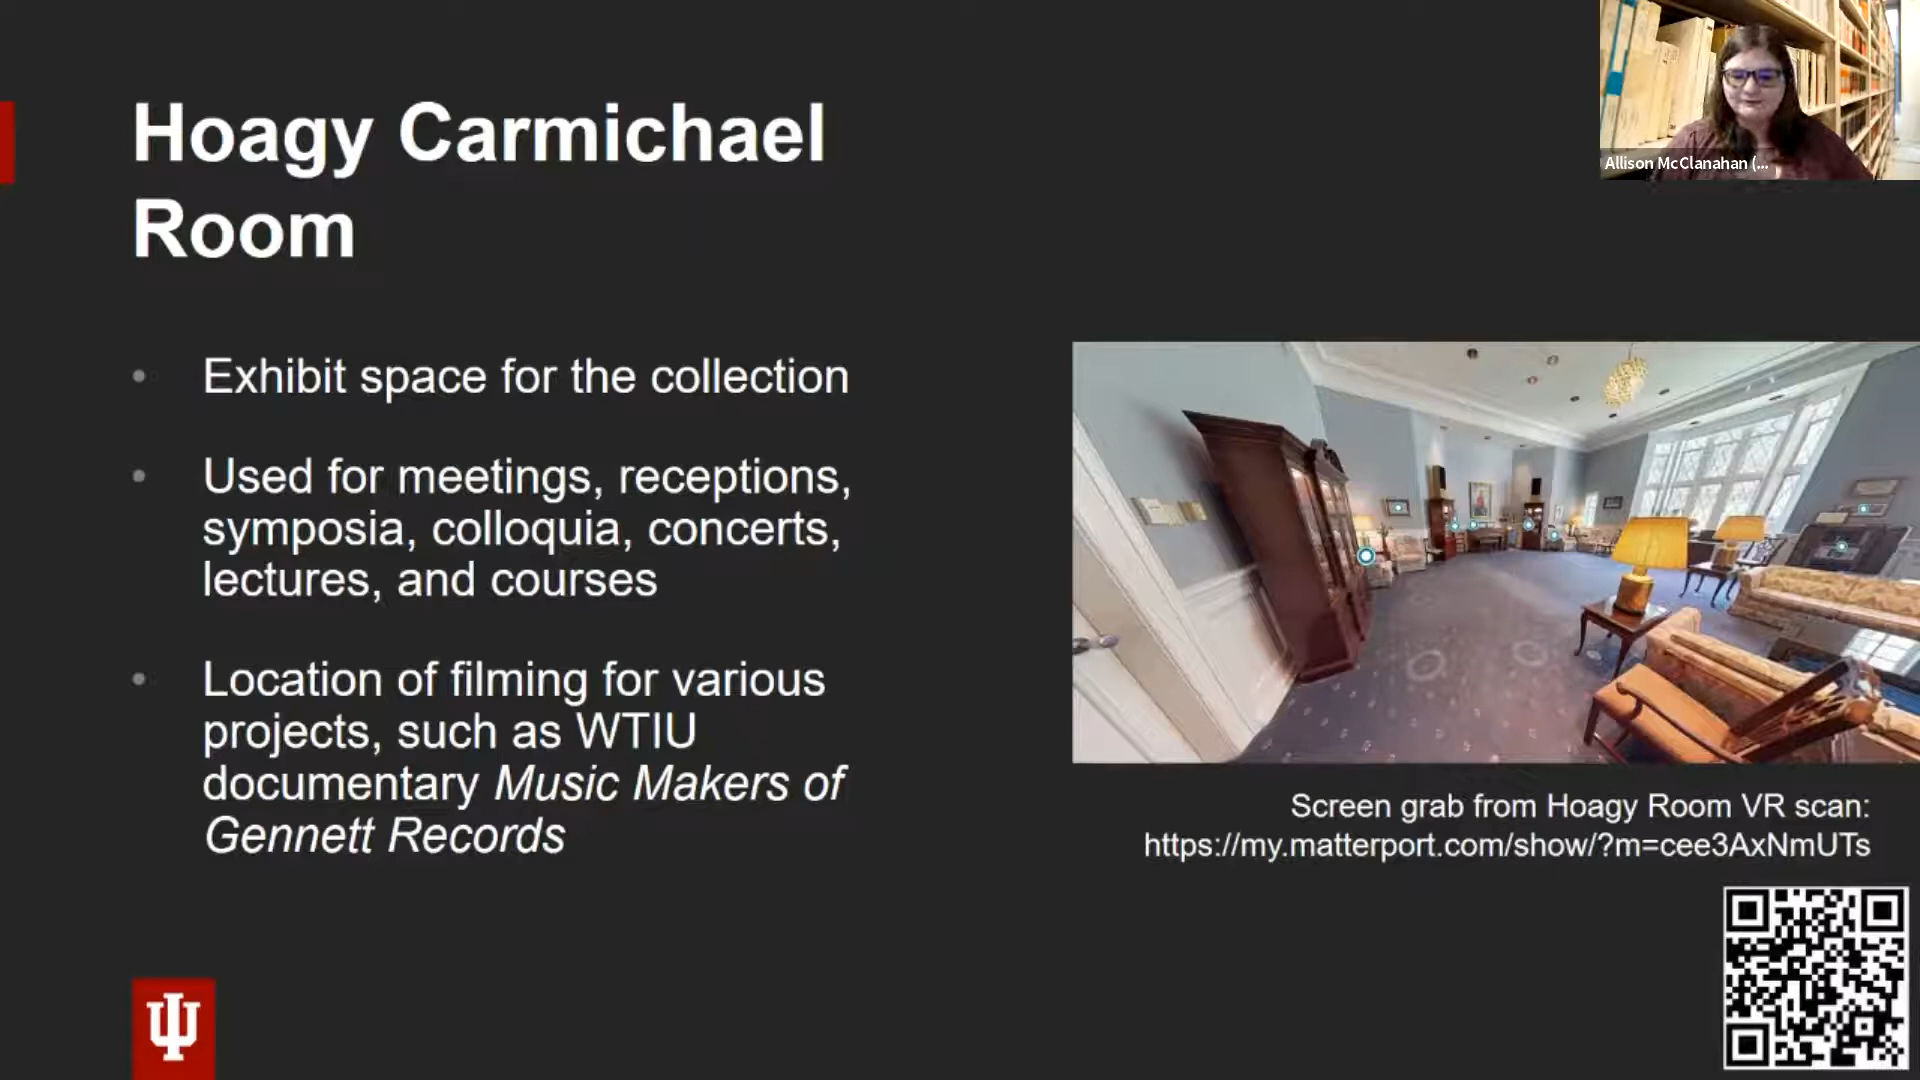 Hoagy Carmichael
Room
Allison McClanahan (...
• Exhibit space for the collection
• Used for meetings, receptions,
symposia, colloquia, concerts,
lectures, and courses
• Location of filming for various
projects, such as WTIU
documentary Music Makers of
Gennett Records
Screen grab from Hoagy Room VR scan:
https://my.matterport.com/show/?m=cee3AxNmUTs